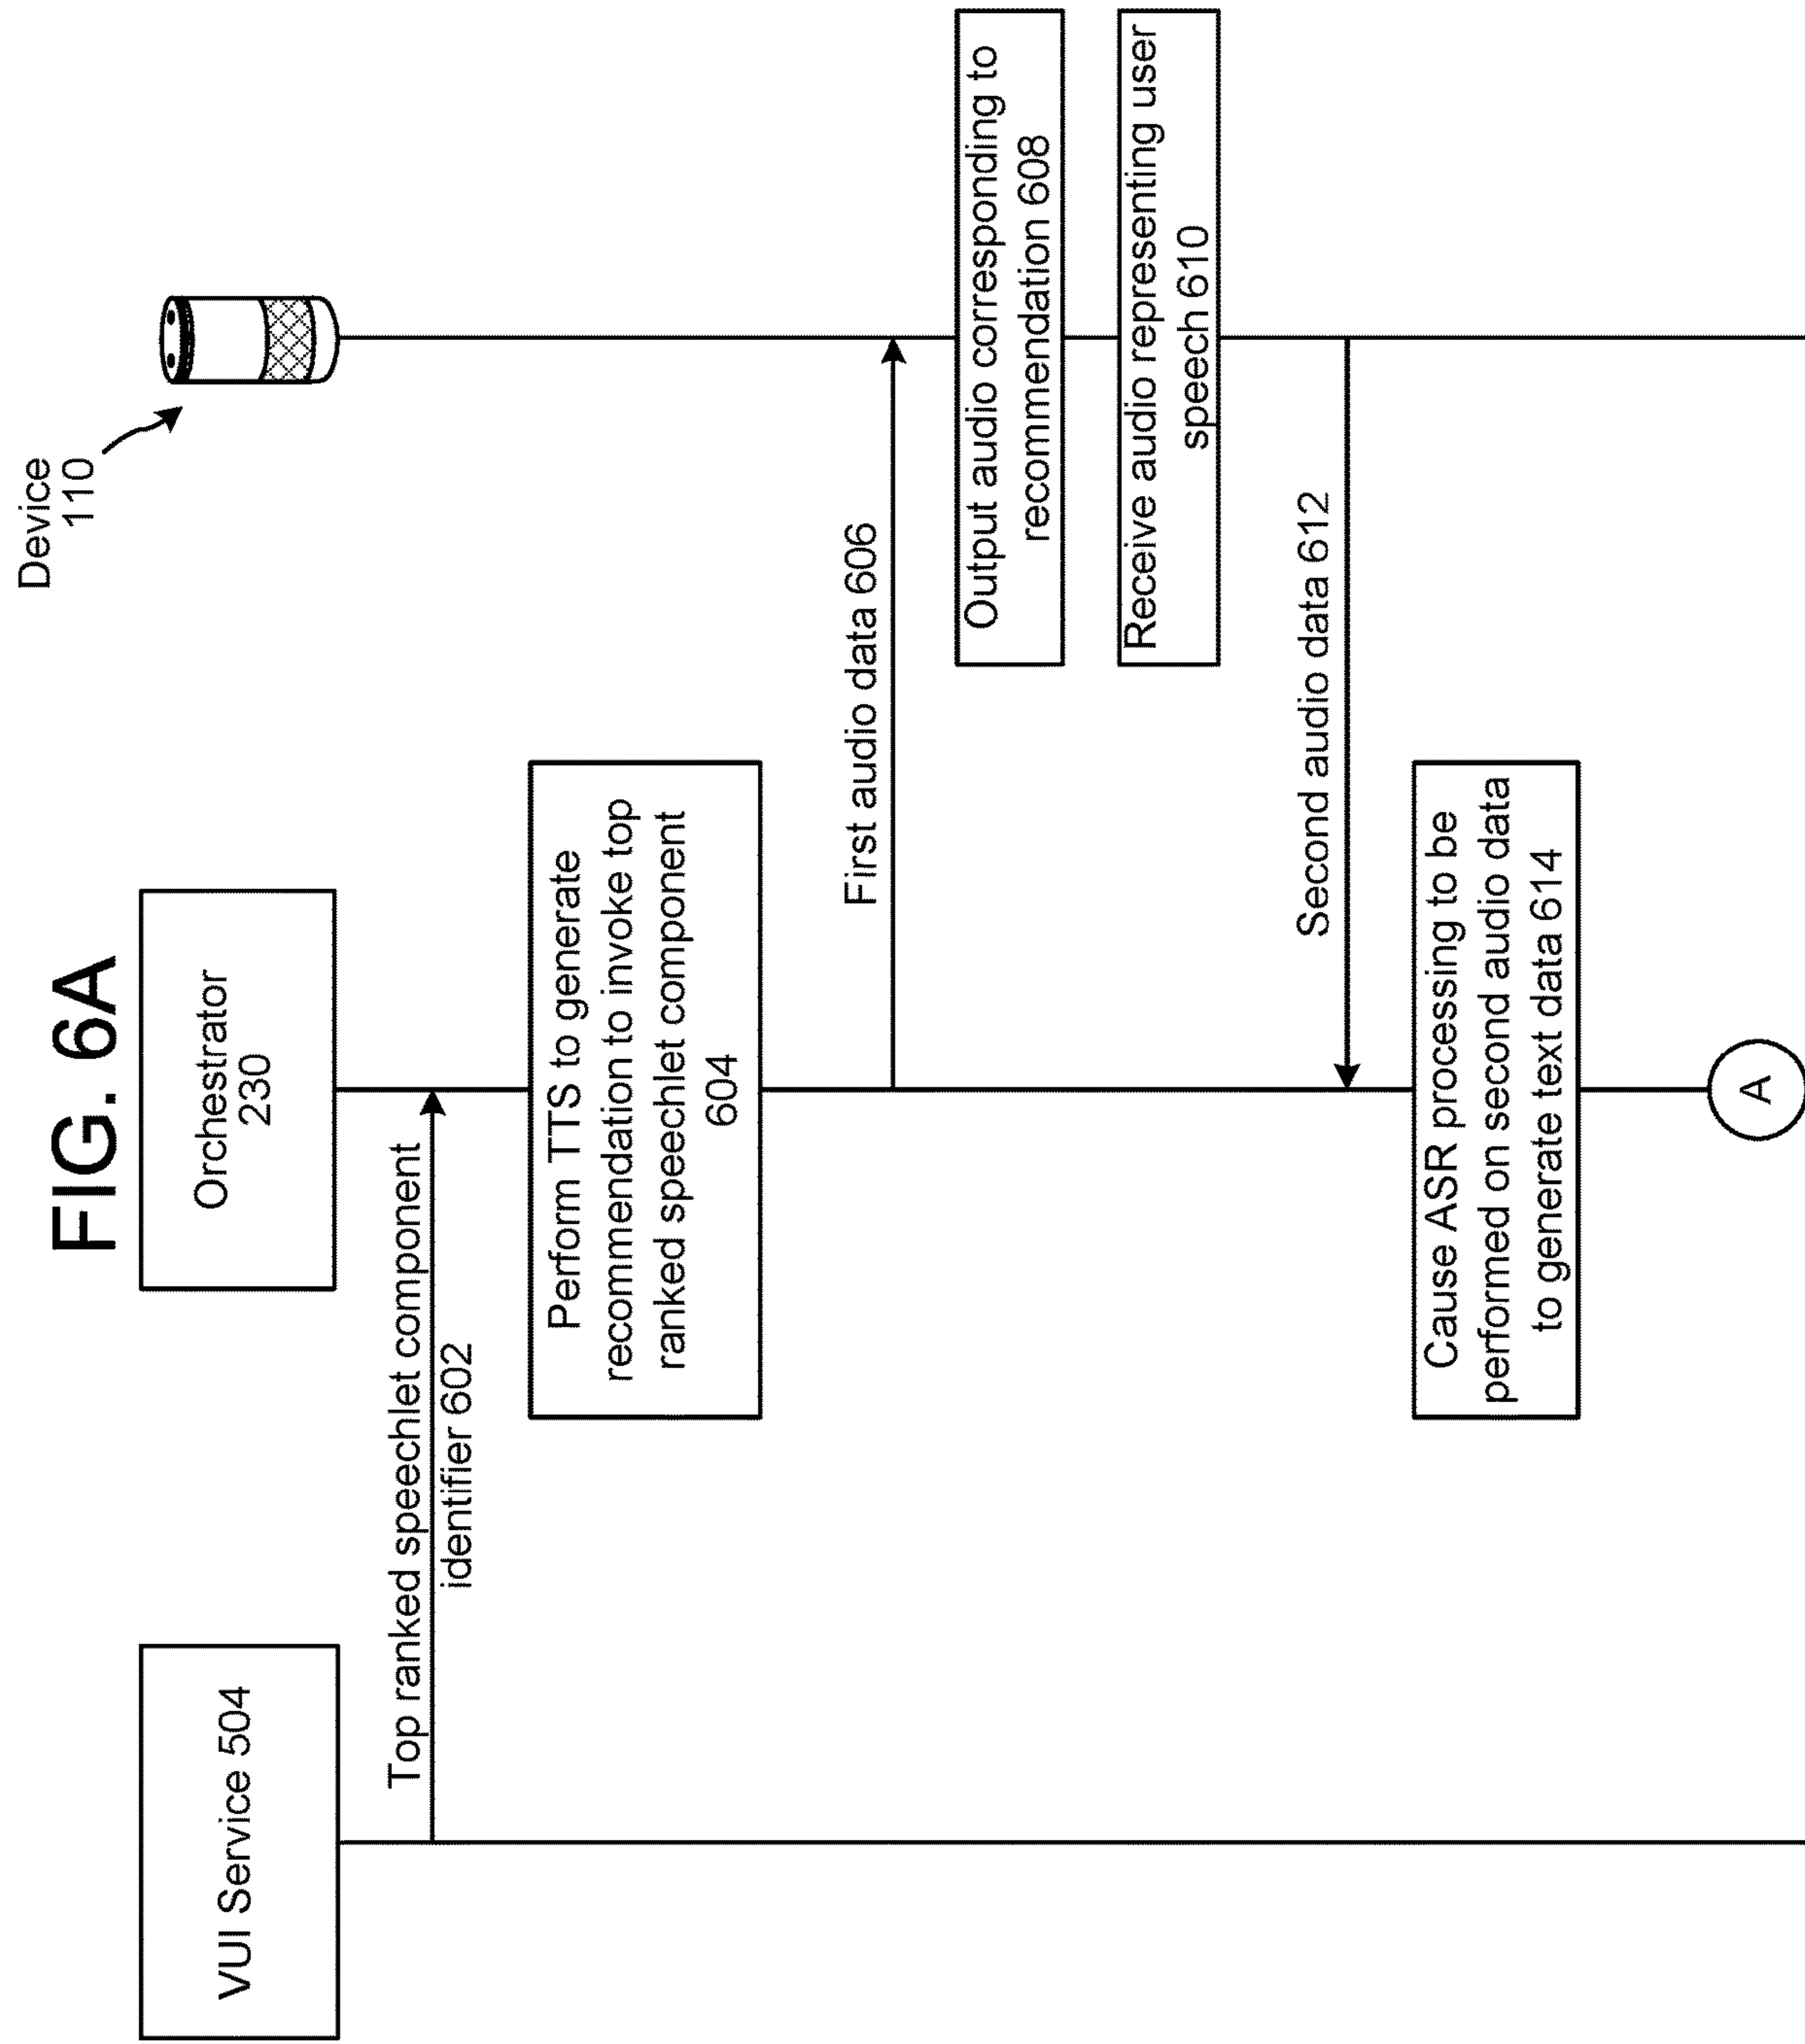 FIG. 6A
VUI Service 504
Orchestrator
230
Device
110
Top ranked speechlet component
identifier 602
Perform TTS to generate
recommendation to invoke top
ranked speechlet component
604
First audio data 606
Output audio corresponding to
recommendation 608
Receive audio representing user
speech 610
Second audio data 612
Cause ASR processing to be
performed on second audio data
to generate text data 614
A